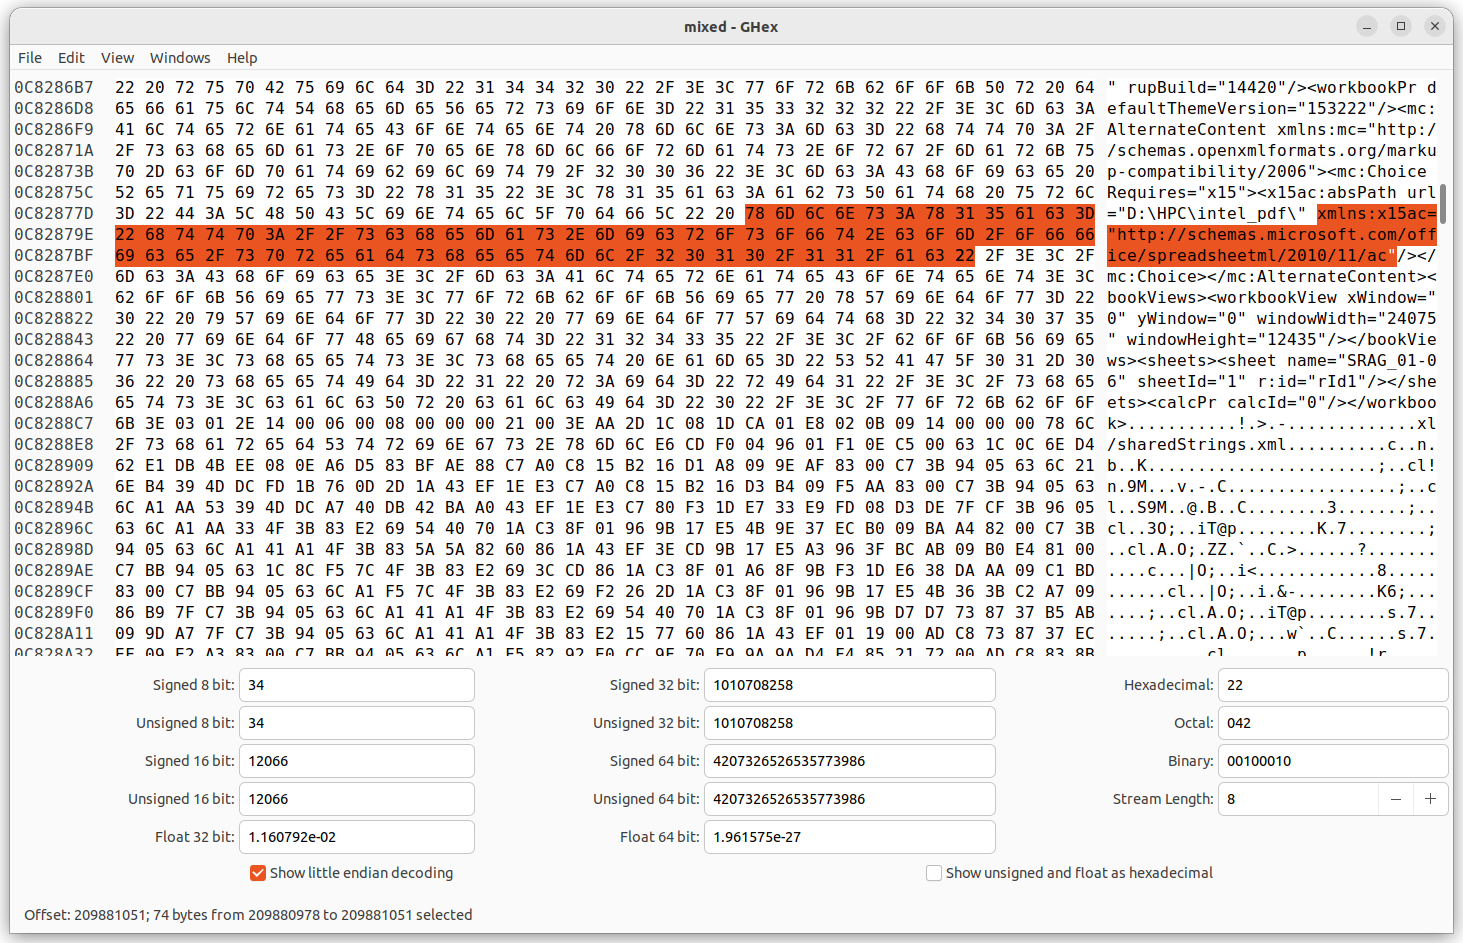 mixed - GHex
File Edit View Windows Help
0C8286B7 22 20 72 75 70 42 75 69 6C 64 3D 22 31 34 34 32 30 22 2F 3E 3C 77 6F 72 6B 62 6F 6F 6B 50 72 20 64 " rupBuild="14420"/><workbookPr d
0C8286D8 65 66 61 75 6C 74 54 68 65 6D 65 56 65 72 73 69 6F 6E 3D 22 31 35 33 32 32 32 22 2F 3E 3C 6D 63 3A efaultThemeVersion="153222"/><mc:
0C8286F9 41 6C 74 65 72 6E 61 74 65 43 6F 6E 74 65 6E 74 20 78 6D 6C 6E 73 3A 6D 63 3D 22 68 74 74 70 3A 2F AlternateContent xmlns:mc="http:/
0C82871A 2F 73 63 68 65 6D 61 73 2E 6F 70 65 6E 78 6D 6C 66 6F 72 6D 61 74 73 2E 6F 72 67 2F 6D 61 72 6B 75 /schemas.openxmlformats.org/marku
0C82873B 70 2D 63 6F 6D 70 61 74 69 62 69 6C 69 74 79 2F 32 30 30 36 22 3E 3C 6D 63 3A 43 68 6F 69 63 65 20 p-compatibility/2006"><mc:Choice 
0C82875C 52 65 71 75 69 72 65 73 3D 22 78 31 35 22 3E 3C 78 31 35 61 63 3A 61 62 73 50 61 74 68 20 75 72 6C Requires="x15"><x15ac:absPath url
0C82877D 3D 22 44 3A 5C 48 50 43 5C 69 6E 74 65 6C 5F 70 64 66 5C 22 20 78 6D 6C 6E 73 3A 78 31 35 61 63 3D ="D:\HPC\intel_pdf\" xmlns:x15ac=
0C82879E 22 68 74 74 70 3A 2F 2F 73 63 68 65 6D 61 73 2E 6D 69 63 72 6F 73 6F 66 74 2E 63 6F 6D 2F 6F 66 66 "http://schemas.microsoft.com/off
0C8287BF 69 63 65 2F 73 70 72 65 61 64 73 68 65 65 74 6D 6C 2F 32 30 31 30 2F 31 31 2F 61 63 22 2F 3E 3C 2F ice/spreadsheetml/2010/11/ac"/></
0C8287E0 6D 63 3A 43 68 6F 69 63 65 3E 3C 2F 6D 63 3A 41 6C 74 65 72 6E 61 74 65 43 6F 6E 74 65 6E 74 3E 3C mc:Choice></mc:AlternateContent><
0C828801 62 6F 6F 6B 56 69 65 77 73 3E 3C 77 6F 72 6B 62 6F 6F 6B 56 69 65 77 20 78 57 69 6E 64 6F 77 3D 22 bookViews><workbookView xWindow="
0C828822 30 22 20 79 57 69 6E 64 6F 77 3D 22 30 22 20 77 69 6E 64 6F 77 57 69 64 74 68 3D 22 32 34 30 37 35 0" yWindow="0" windowWidth="24075
0C828843 22 20 77 69 6E 64 6F 77 48 65 69 67 68 74 3D 22 31 32 34 33 35 22 2F 3E 3C 2F 62 6F 6F 6B 56 69 65 " windowHeight="12435"/></bookVie
0C828864 77 73 3E 3C 73 68 65 65 74 73 3E 3C 73 68 65 65 74 20 6E 61 6D 65 3D 22 53 52 41 47 5F 30 31 2D 30 ws><sheets><sheet name="SRAG_01-0
0C828885 36 22 20 73 68 65 65 74 49 64 3D 22 31 22 20 72 3A 69 64 3D 22 72 49 64 31 22 2F 3E 3C 2F 73 68 65 6" sheetId="1" r:id="rId1"/></she
0C8288A6 65 74 73 3E 3C 63 61 6C 63 50 72 20 63 61 6C 63 49 64 3D 22 30 22 2F 3E 3C 2F 77 6F 72 6B 62 6F 6F ets><calcPr calcId="0"/></workboo
0C8288C7 6B 3E 03 01 2E 14 00 06 00 08 00 00 00 21 00 3E AA 2D 1C 08 1D CA 01 E8 02 0B 09 14 00 00 00 78 6C k>...........!.>.-.............xl
0C8288E8 2F 73 68 61 72 65 64 53 74 72 69 6E 67 73 2E 78 6D 6C E6 CD F0 04 96 01 F1 0E C5 00 63 1C 0C 6E D4 /sharedStrings.xml..........c..n.
0C828909 62 E1 DB 4B EE 08 0E A6 D5 83 BF AE 88 C7 A0 C8 15 B2 16 D1 A8 09 9E AF 83 00 C7 3B 94 05 63 6C 21 b..K.......................;..cl!
0C82892A 6E B4 39 4D DC FD 1B 76 0D 2D 1A 43 EF 1E E3 C7 A0 C8 15 B2 16 D3 B4 09 F5 AA 83 00 C7 3B 94 05 63 n.9M...v.-.C.................;..c
0C82894B 6C A1 AA 53 39 4D DC A7 40 DB 42 BA A0 43 EF 1E E3 C7 80 F3 1D E7 33 E9 FD 08 D3 DE 7F CF 3B 96 05 l..S9M..@.B..C.......3.......;..
0C82896C 63 6C A1 AA 33 4F 3B 83 E2 69 54 40 70 1A C3 8F 01 96 9B 17 E5 4B 9E 37 EC B0 09 BA A4 82 00 C7 3B cl..3O;..iT@p........K.7.......;
0C82898D 94 05 63 6C A1 41 A1 4F 3B 83 5A 5A 82 60 86 1A 43 EF 3E CD 9B 17 E5 A3 96 3F BC AB 09 B0 E4 81 00 ..cl.A.O;.ZZ.`..C.>......?.......
0C8289AE C7 BB 94 05 63 1C 8C F5 7C 4F 3B 83 E2 69 3C CD 86 1A C3 8F 01 A6 8F 9B F3 1D E6 38 DA AA 09 C1 BD ....c...|O;..i<............8.....
0C8289CF 83 00 C7 BB 94 05 63 6C A1 F5 7C 4F 3B 83 E2 69 F2 26 2D 1A C3 8F 01 96 9B 17 E5 4B 36 3B C2 A7 09 ......cl..|O;..i.&-........K6;...
0C8289F0 86 B9 7F C7 3B 94 05 63 6C A1 41 A1 4F 3B 83 E2 69 54 40 70 1A C3 8F 01 96 9B D7 D7 73 87 37 B5 AB ....;..cl.A.O;..iT@p.......s.7..
0C828A11 09 9D A7 7F C7 3B 94 05 63 6C A1 41 A1 4F 3B 83 E2 15 77 60 86 1A 43 EF 01 19 00 AD C8 73 87 37 EC .....;..cl.A.O;...w`..C......s.7.
Signed 8 bit: 34 Signed 32 bit: 1010708258 Hexadecimal: 22
Unsigned 8 bit: 34 Unsigned 32 bit: 1010708258 Octal: 042
Signed 16 bit: 12066 Signed 64 bit: 4207326526535773986 Binary: 00100010
Unsigned 16 bit: 12066 Unsigned 64 bit: 4207326526535773986 Stream Length: 8
Float 32 bit: 1.160792e-02 Float 64 bit: 1.961575e-27
Show little endian decoding Show unsigned and float as hexadecimal
Offset: 209881051; 74 bytes from 209880978 to 209881051 selected